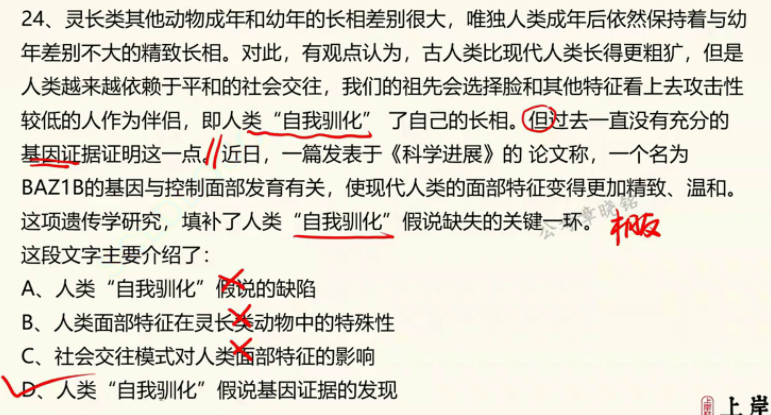 24、灵长类其他动物成年和幼年的长相差别很大，唯独人类成年后依然保持着与幼
年差别不大的精致长相。对此，有观点认为，古人类比现代人类长得更粗犷，但是
人类越来越依赖于平和的社会交往，我们的祖先会选择脸和其他特征看上去攻击性
较低的人作为伴侣，即人类“自我驯化” 了自己的长相。但过去一直没有充分的
基因证据证明这一点。近日，一篇发表于《科学进展》的 论文称，一个名为
BAZ1B的基因与控制面部发育有关，使现代人类的面部特征变得更加精致、温和。
这项遗传学研究，填补了人类“自我驯化”假说缺失的关键一环。
这段文字主要介绍了：
A、人类“自我驯化”假说的缺陷
B、人类面部特征在灵长类动物中的特殊性
C、社会交往模式对人类面部特征的影响
D、人类“自我驯化”假说基因证据的发现
上岸